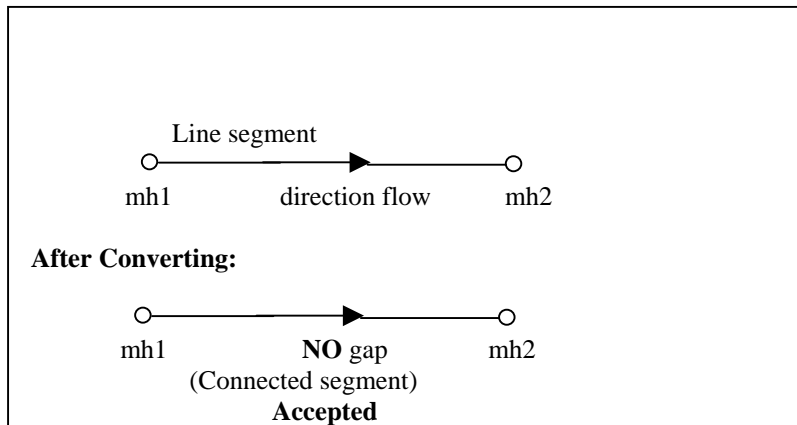 Line segment
mh1 direction flow mh2
After Converting:
mh1 NO gap mh2
(Connected segment)
Accepted